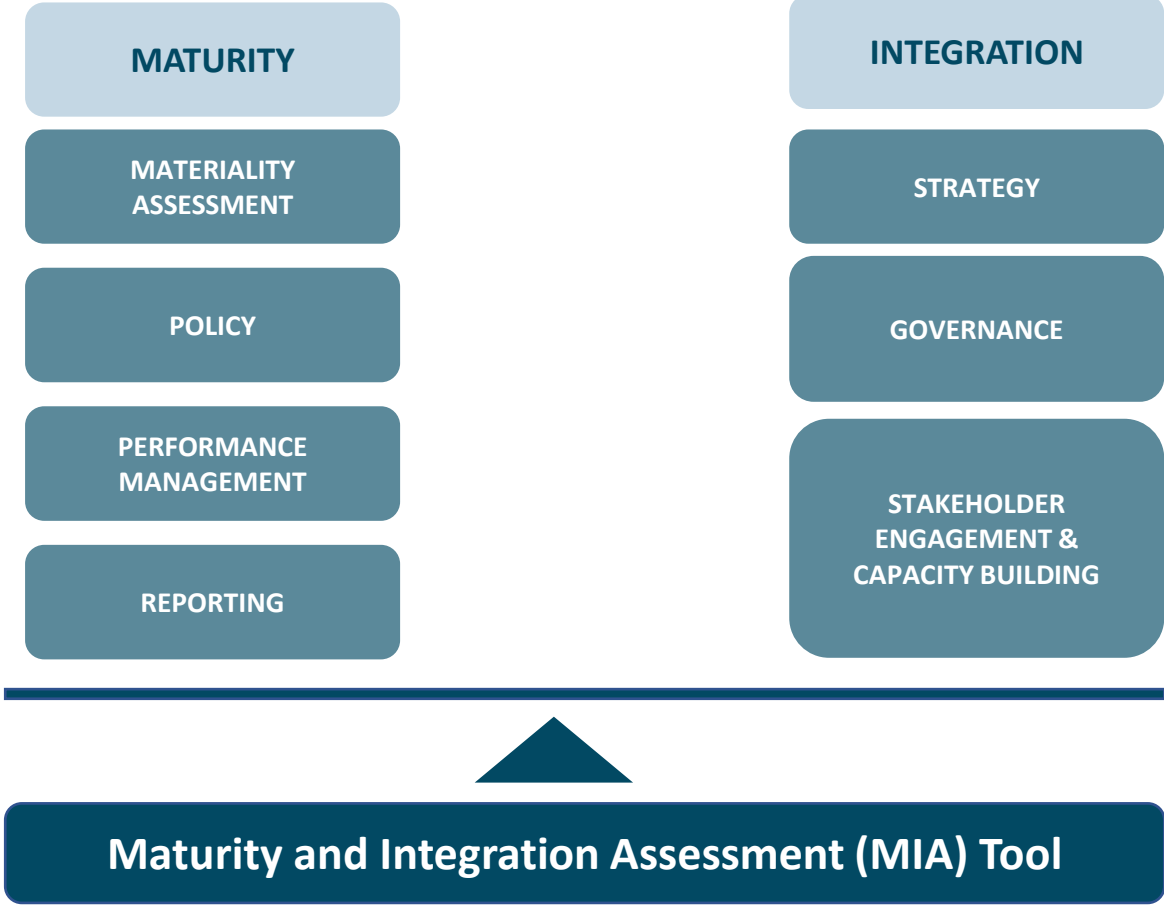 MATURITY
MATERIALITY
ASSESSMENT
POLICY
PERFORMANCE
MANAGEMENT
REPORTING
INTEGRATION
STRATEGY
GOVERNANCE
STAKEHOLDER
ENGAGEMENT &
CAPACITY BUILDING
Maturity and Integration Assessment (MIA) Tool